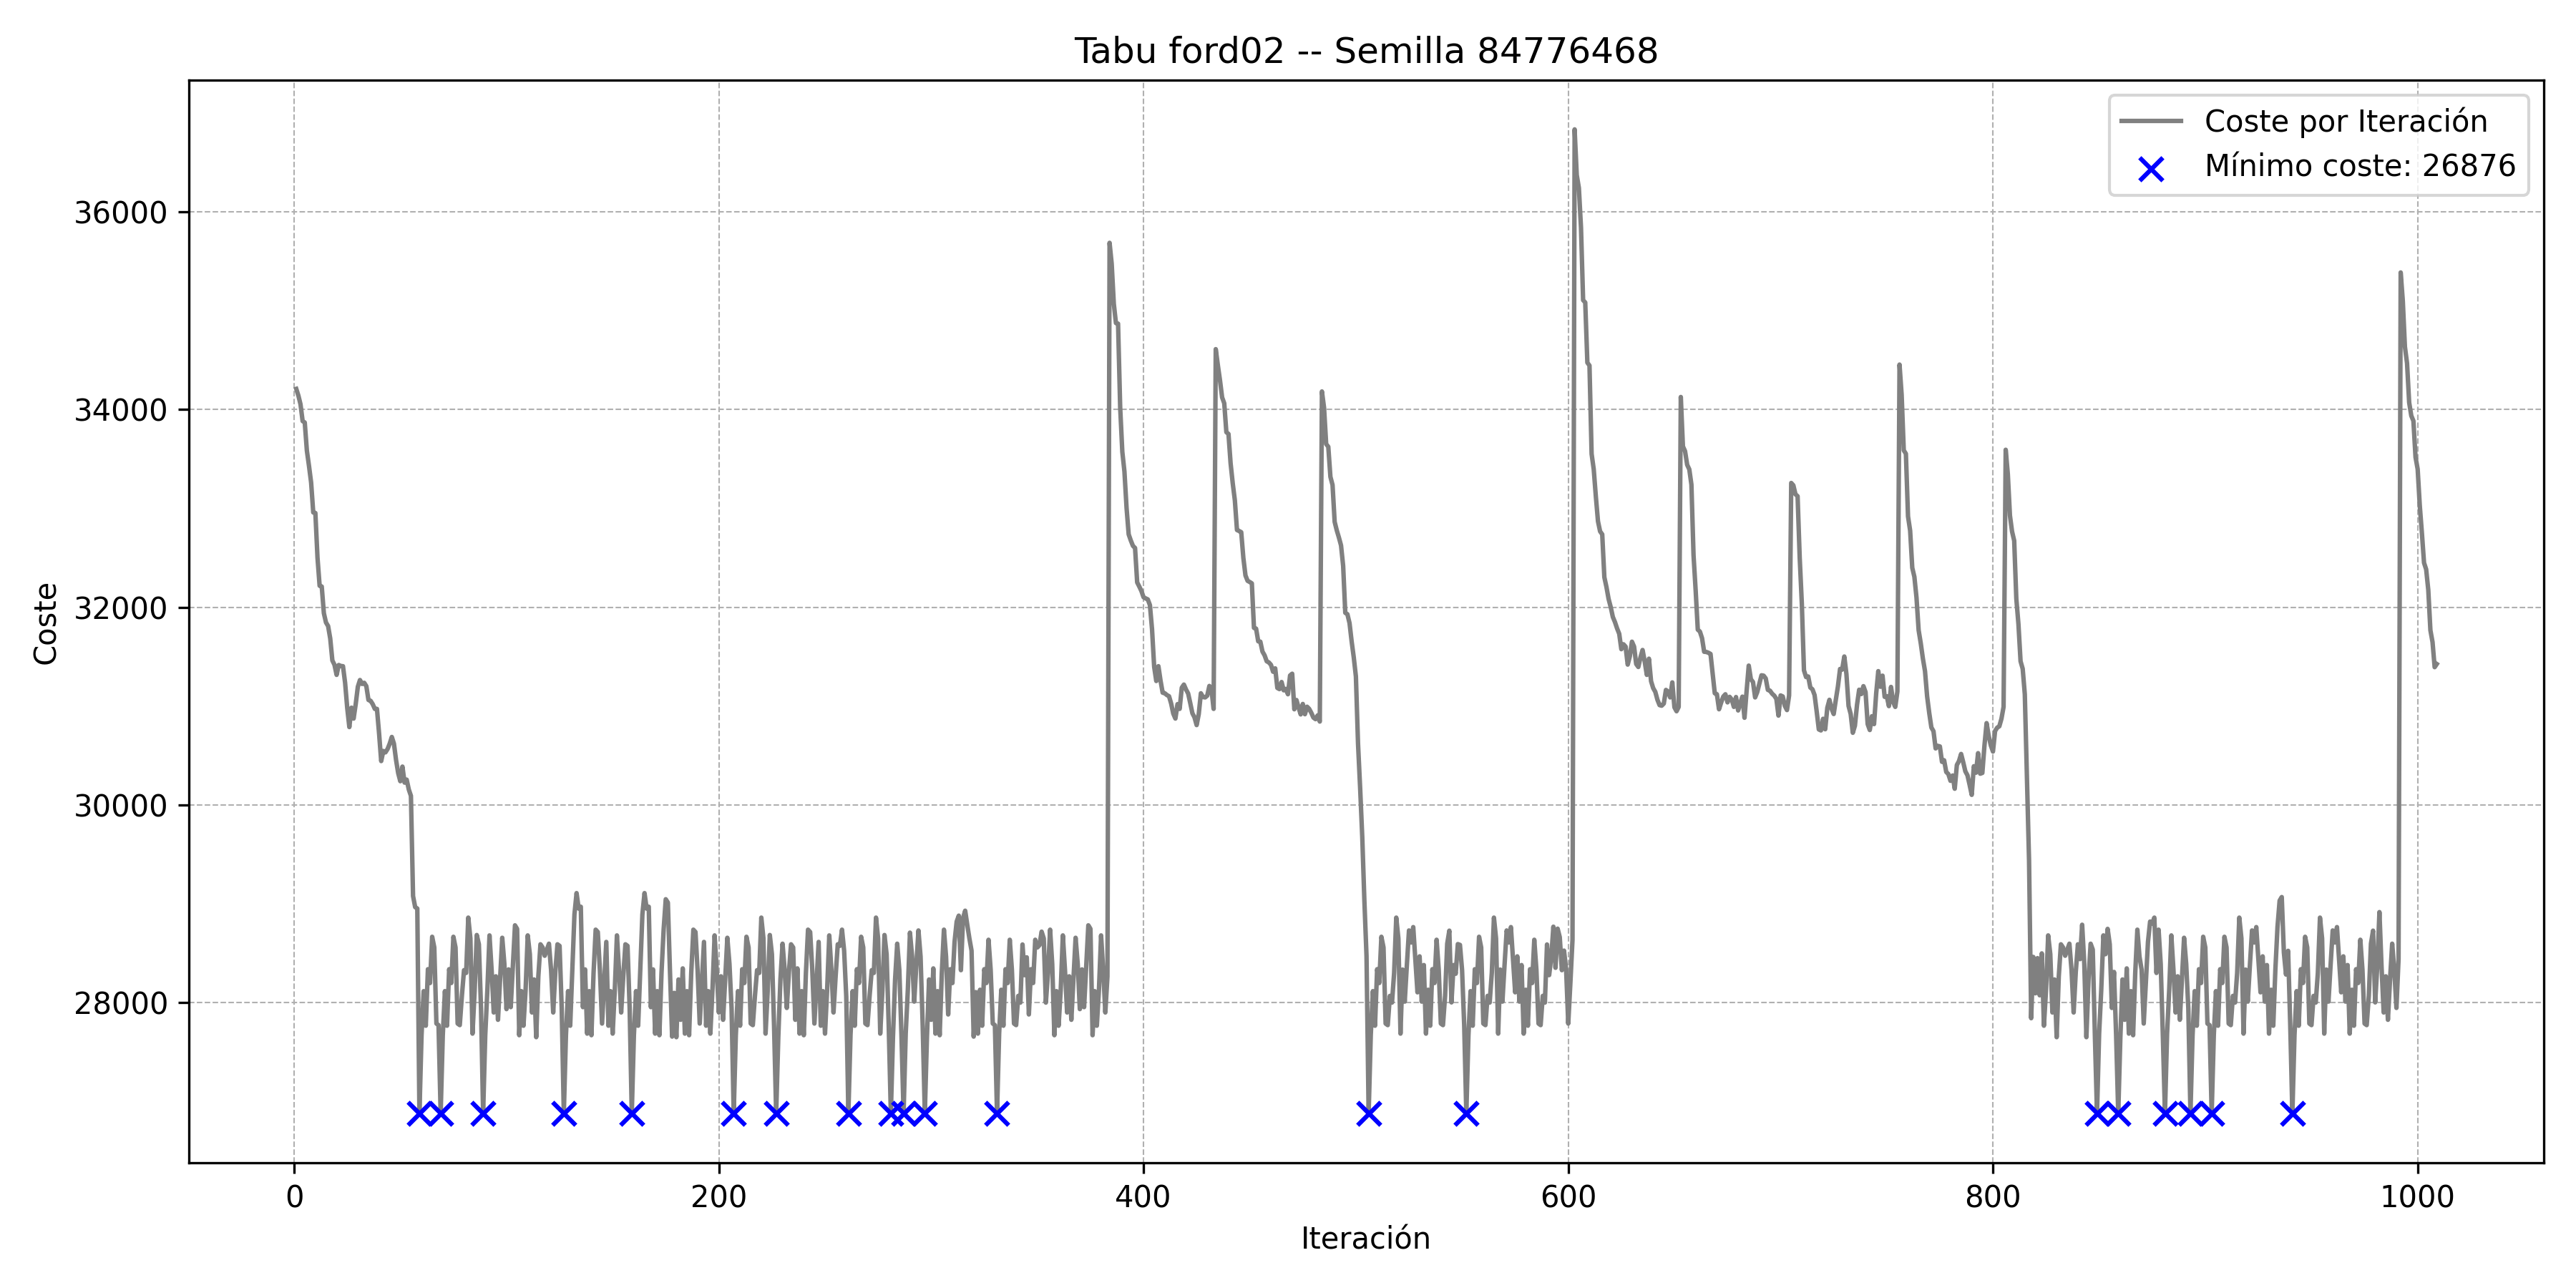 Tabu ford02 -- Semilla 84776468
Coste por Iteración
Mínimo coste: 26876
Coste
36000
34000
32000
30000
28000
0 200 400 600 800 1000
Iteración